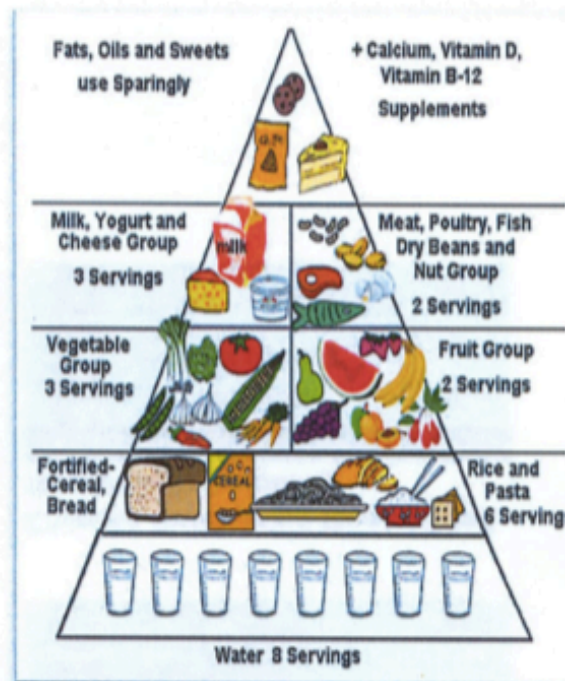 Fats, Oils and Sweets
use Sparingly
+ Calcium, Vitamin D,
Vitamin B-12
Supplements
Milk, Yogurt and
Cheese Group
3 Servings
milk
Meat, Poultry, Fish
Dry Beans and
Nut Group
2 Servings
Vegetable
Group
3 Servings
Fruit Group
2 Servings
Fortified-
Cereal,
Bread
CEREAL
Rice and
Pasta
6 Serving
Water 8 Servings